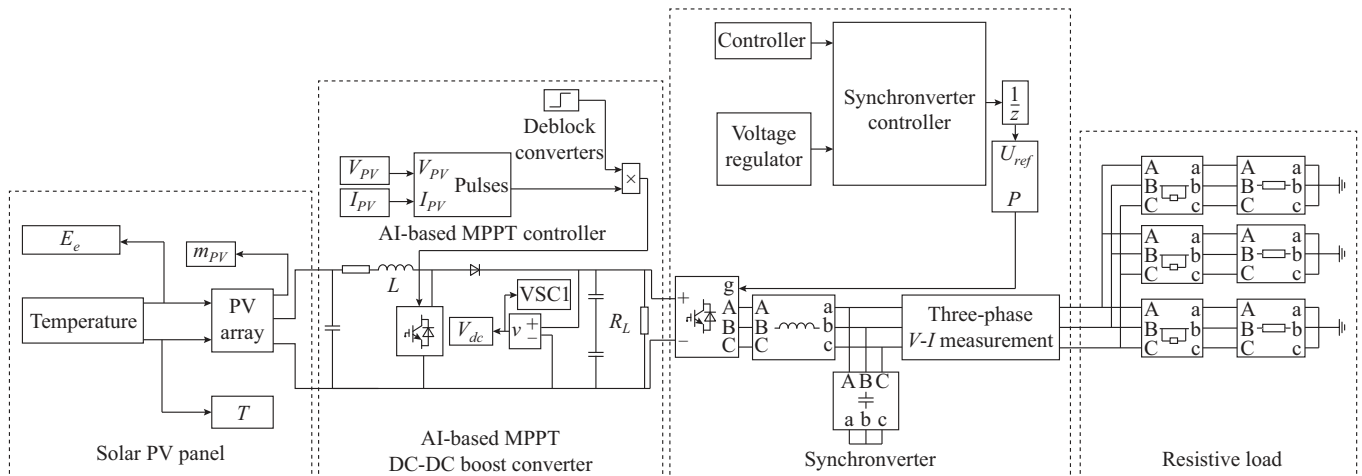 E_e
m_PV
Temperature
PV
array
T
Solar PV panel
Deblock
converters
V_PV
I_PV
V_PV
I_PV
Pulses
×
AI-based MPPT controller
L
VSC1
V_dc
v
+
−
R_L
AI-based MPPT
DC-DC boost converter
Controller
Voltage
regulator
Synchronverter
controller
1
z
U_ref
P
+
−
g
A
B
C
A
B
C
a
b
c
A B C
a b c
Three-phase
V-I measurement
Synchronverter
A a
B b
C c
A a
B b
C c
A a
B b
C c
A a
B b
C c
A a
B b
C c
A a
B b
C c
Resistive load